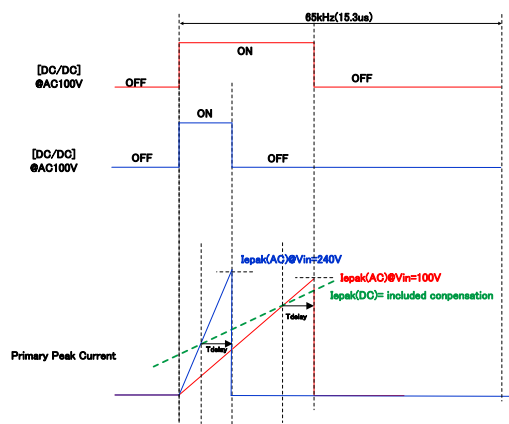 65kHz(15.3us)
ON
[DC/DC]
@AC100V
OFF
OFF
ON
[DC/DC]
@AC100V
OFF
OFF
Iepak(AC)@Vin=240V
Iepak(AC)@Vin=100V
Iepak(DC)= included conpensation
Tdelay
Tdelay
Primary Peak Current